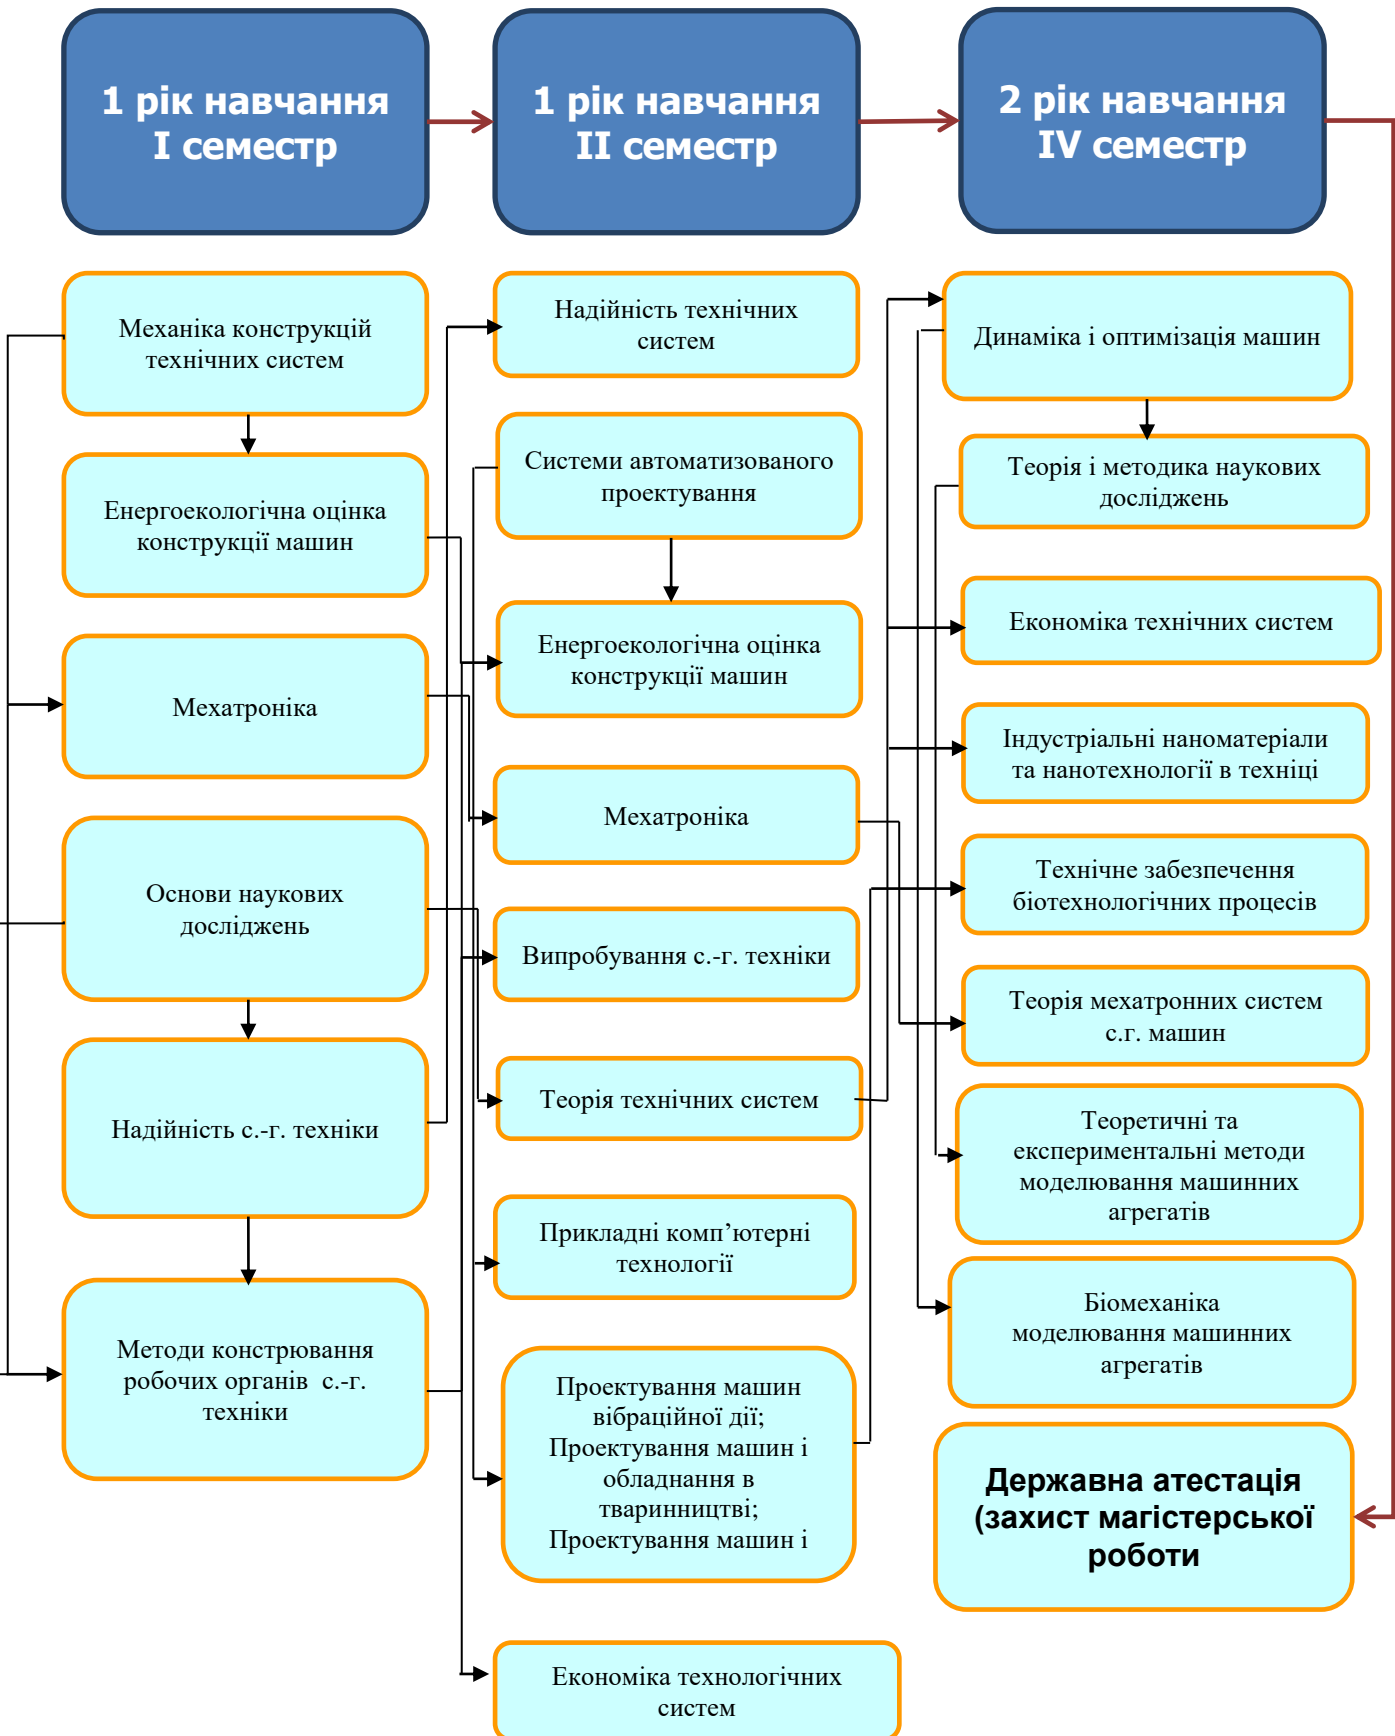 1 рік навчання
I семестр
1 рік навчання
II семестр
2 рік навчання
IV семестр
Механіка конструкцій
технічних систем
Енергоекологічна оцінка
конструкції машин
Мехатроніка
Основи наукових
досліджень
Надійність с.-г. техніки
Методи констрювання
робочих органів с.-г.
техніки
Надійність технічних
систем
Системи автоматизованого
проектування
Енергоекологічна оцінка
конструкції машин
Мехатроніка
Випробування с.-г. техніки
Теорія технічних систем
Прикладні комп’ютерні
технології
Проектування машин
вібраційної дії;
Проектування машин і
обладнання в
тваринництві;
Проектування машин і
Економіка технологічних
систем
Динаміка і оптимізація машин
Теорія і методика наукових
досліджень
Економіка технічних систем
Індустріальні наноматеріали
та нанотехнології в техніці
Технічне забезпечення
біотехнологічних процесів
Теорія мехатронних систем
с.г. машин
Теоретичні та
експериментальні методи
моделювання машинних
агрегатів
Біомеханіка
моделювання машинних
агрегатів
Державна атестація
(захист магістерської
роботи